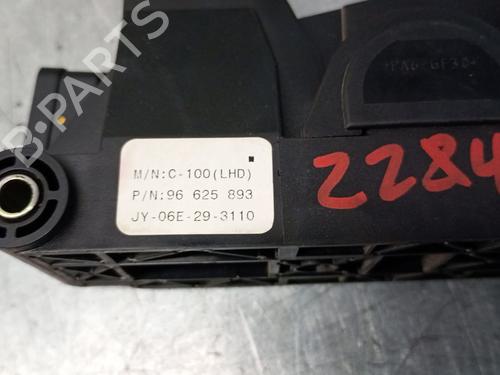 B-PARTS
>PA6-GF30<
M/N:C-100(LHD)
P/N:96 625 893
JY-06E-29-3110
2284